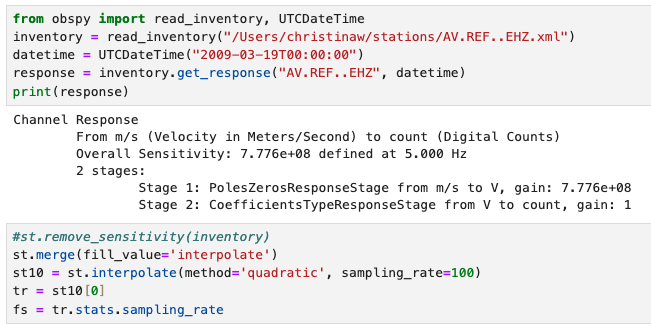 from obspy import read_inventory, UTCDateTime
inventory = read_inventory("/Users/christinaw/stations/AV.REF..EHZ.xml")
datetime = UTCDateTime("2009-03-19T00:00:00")
response = inventory.get_response("AV.REF..EHZ", datetime)
print(response)
Channel Response
From m/s (Velocity in Meters/Second) to count (Digital Counts)
Overall Sensitivity: 7.776e+08 defined at 5.000 Hz
2 stages:
Stage 1: PolesZerosResponseStage from m/s to V, gain: 7.776e+08
Stage 2: CoefficientsTypeResponseStage from V to count, gain: 1
#st.remove_sensitivity(inventory)
st.merge(fill_value='interpolate')
st10 = st.interpolate(method='quadratic', sampling_rate=100)
tr = st10[0]
fs = tr.stats.sampling_rate